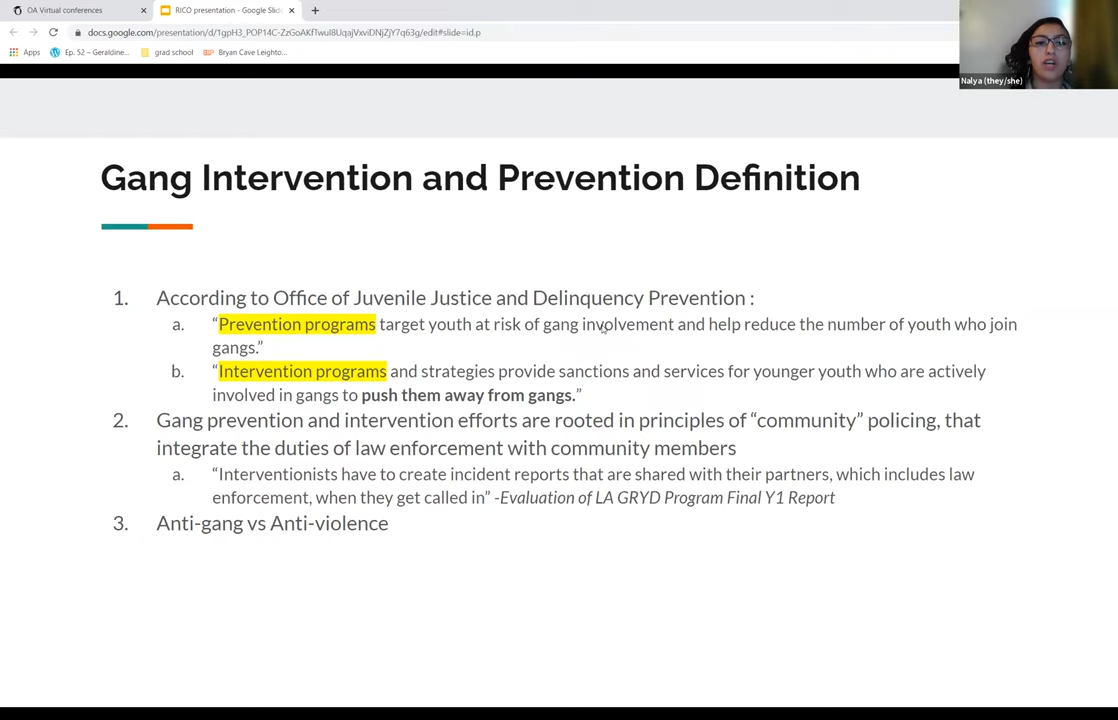 OA Virtual conferences
RICO presentation - Google Slid
docs.google.com/presentation/d/1gpH3_POP14C-ZzGoAKfTwuI8UqajVxviDNjZjY7q63g/edit#slide=id.p
Apps
Ep. 52 – Geraldine...
grad school
Bryan Cave Leighto...
Nalya (they/she)
Gang Intervention and Prevention Definition
1. According to Office of Juvenile Justice and Delinquency Prevention :
a. “Prevention programs target youth at risk of gang involvement and help reduce the number of youth who join
gangs.”
b. “Intervention programs and strategies provide sanctions and services for younger youth who are actively
involved in gangs to push them away from gangs.”
2. Gang prevention and intervention efforts are rooted in principles of “community” policing, that
integrate the duties of law enforcement with community members
a. “Interventionists have to create incident reports that are shared with their partners, which includes law
enforcement, when they get called in” -Evaluation of LA GRYD Program Final Y1 Report
3. Anti-gang vs Anti-violence